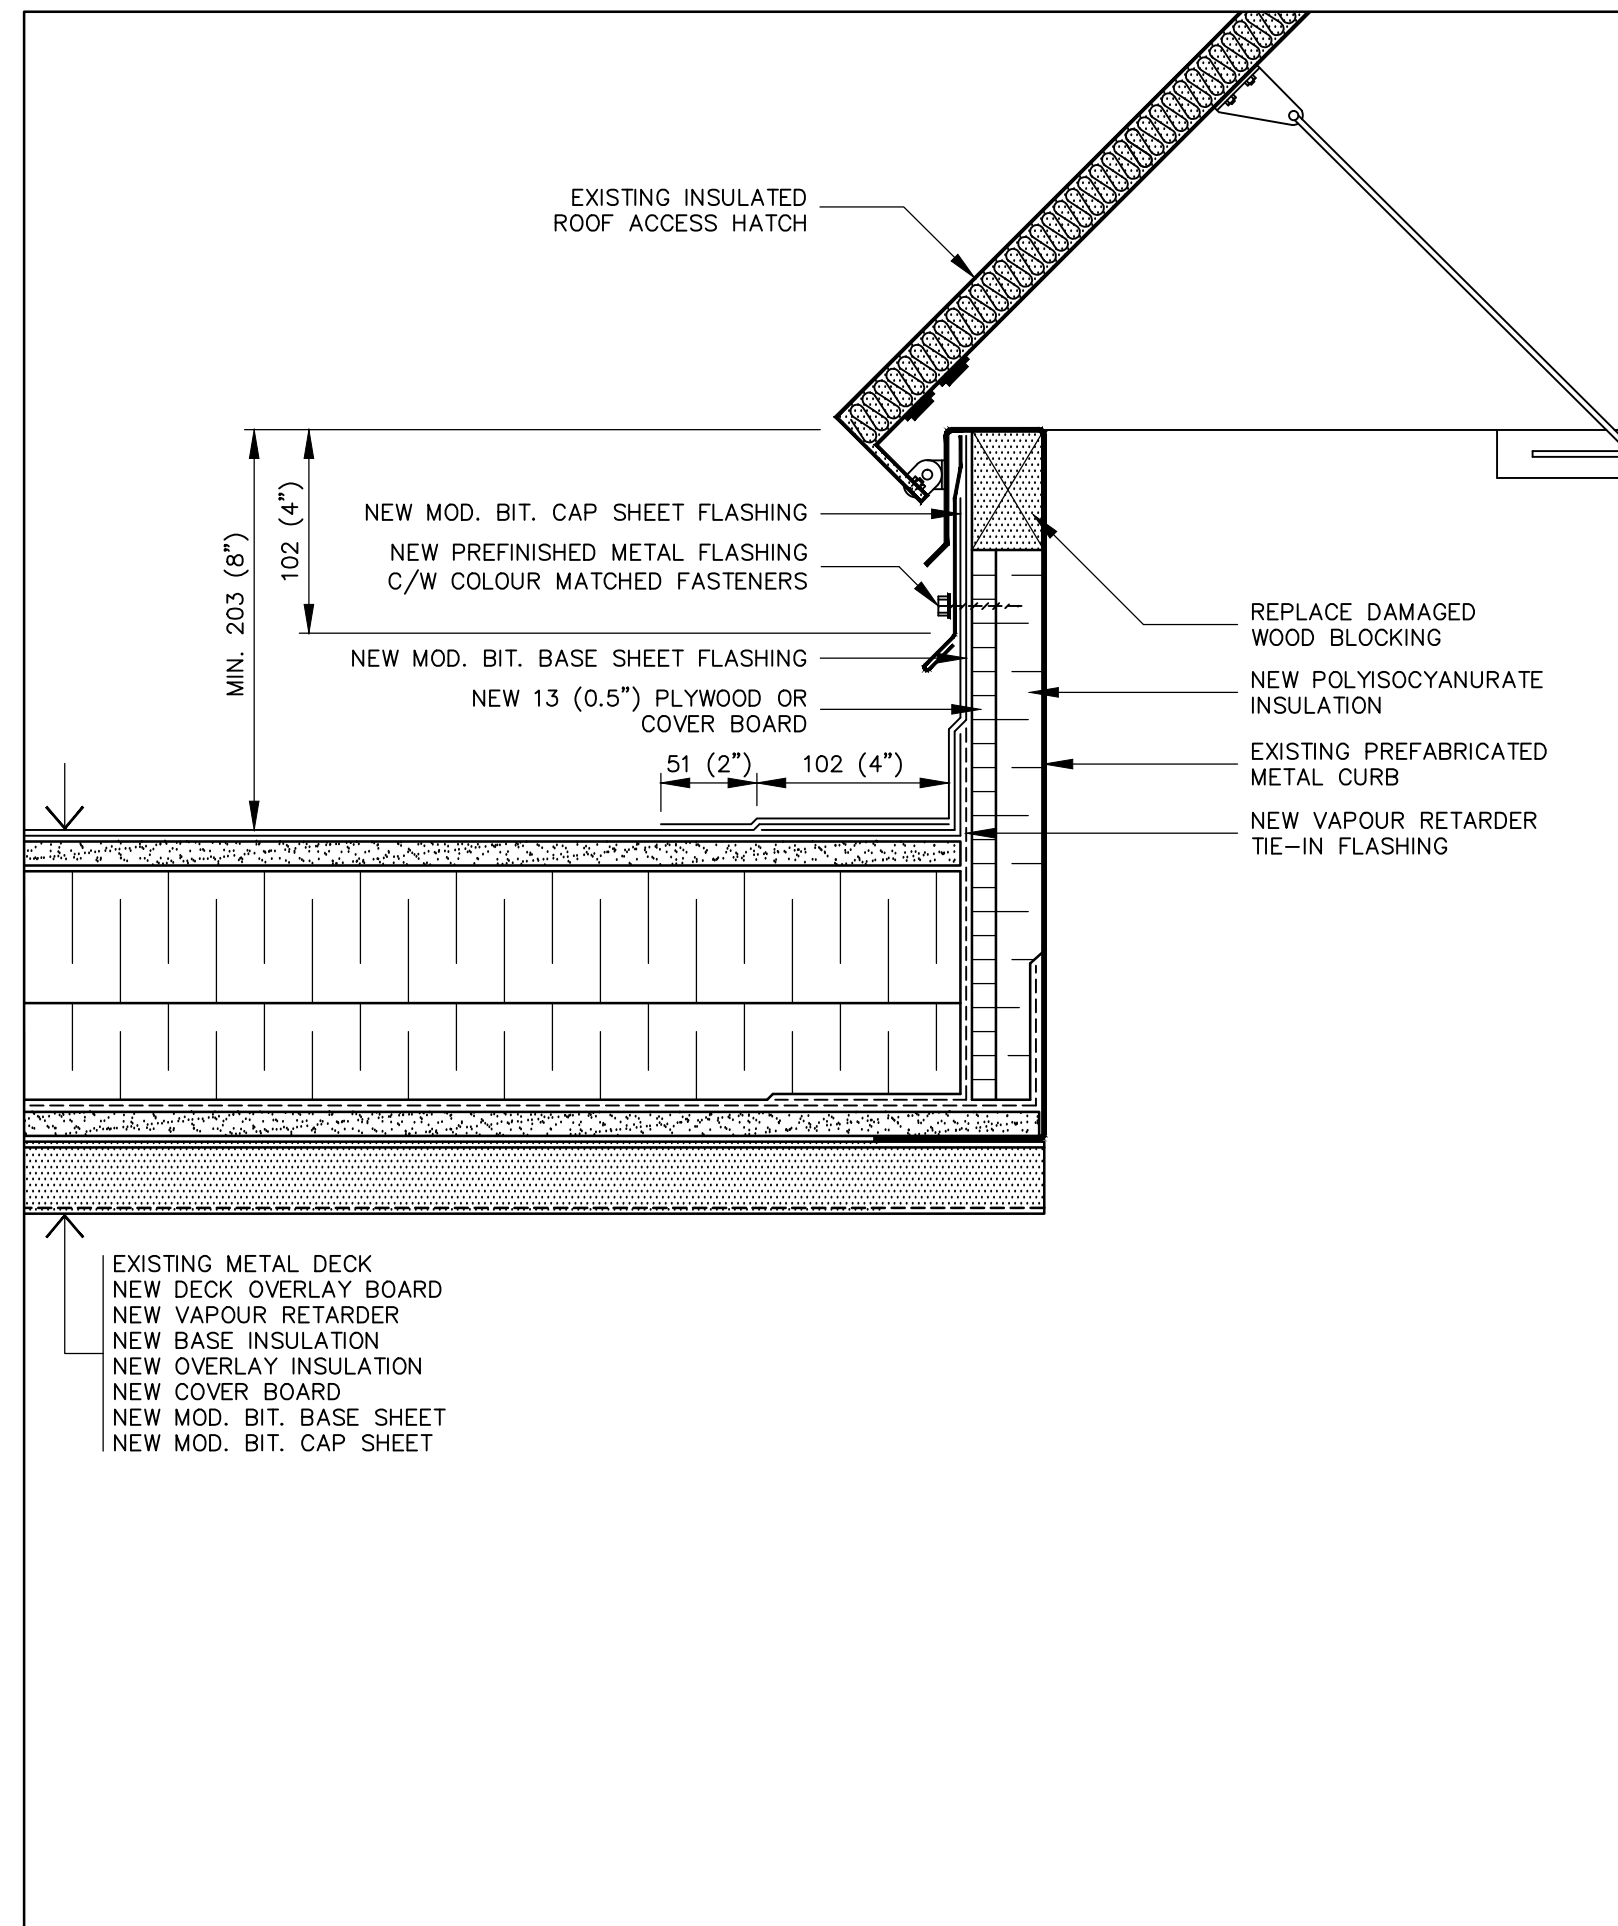 EXISTING INSULATED
ROOF ACCESS HATCH
NEW MOD. BIT. CAP SHEET FLASHING
NEW PREFINISHED METAL FLASHING
C/W COLOUR MATCHED FASTENERS
MIN. 203 (8")
102 (4")
NEW MOD. BIT. BASE SHEET FLASHING
NEW 13 (0.5") PLYWOOD OR
COVER BOARD
51 (2")
102 (4")
REPLACE DAMAGED
WOOD BLOCKING
NEW POLYISOCYANURATE
INSULATION
EXISTING PREFABRICATED
METAL CURB
NEW VAPOUR RETARDER
TIE-IN FLASHING
EXISTING METAL DECK
NEW DECK OVERLAY BOARD
NEW VAPOUR RETARDER
NEW BASE INSULATION
NEW OVERLAY INSULATION
NEW COVER BOARD
NEW MOD. BIT. BASE SHEET
NEW MOD. BIT. CAP SHEET